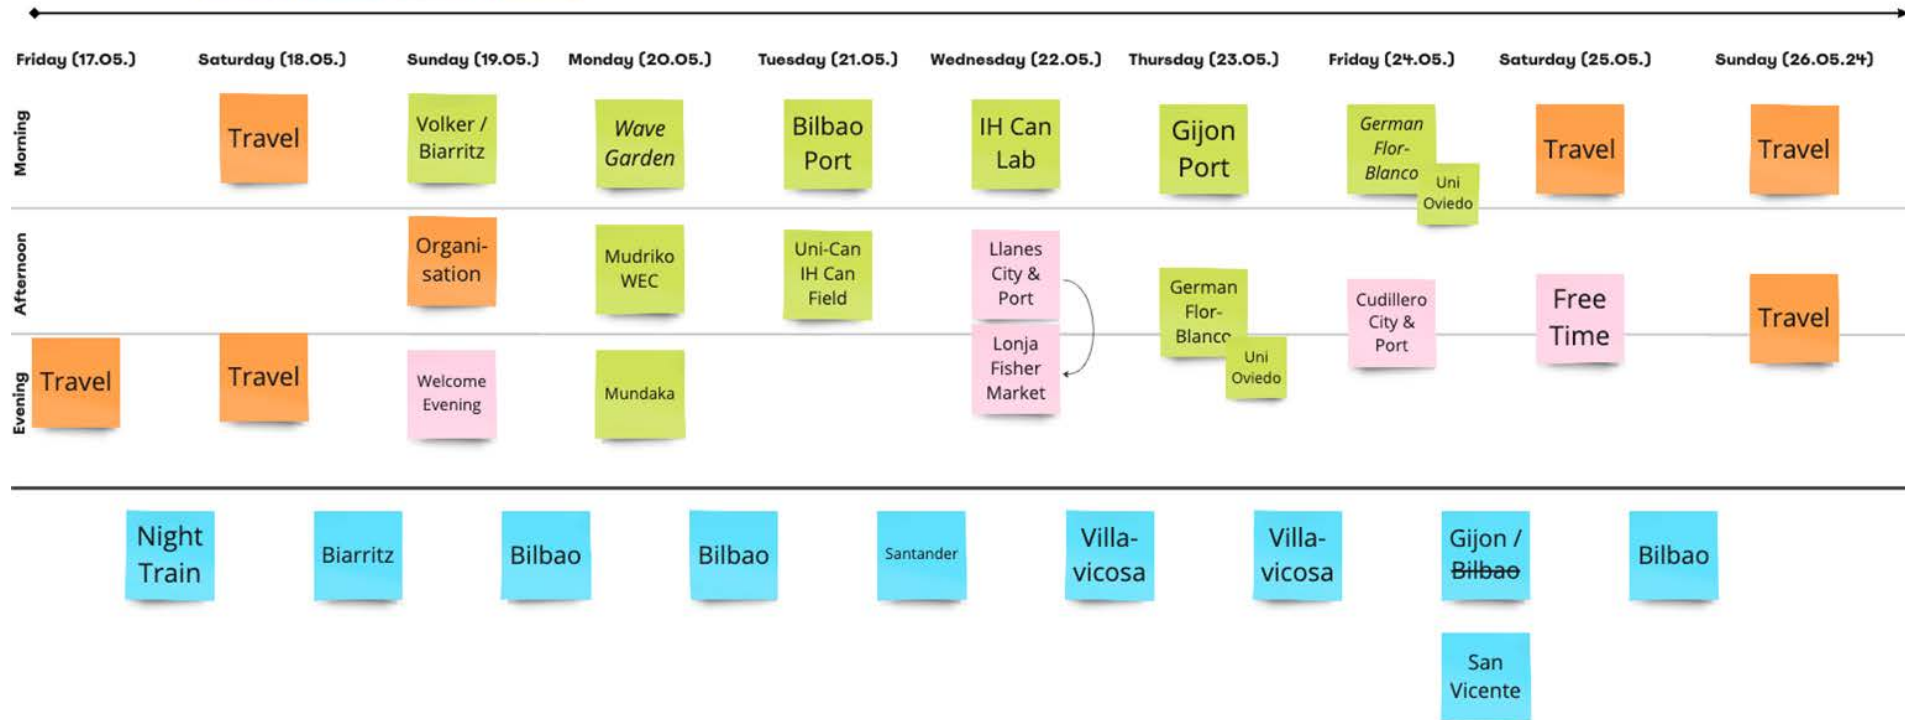 Friday (17.05.)
Saturday (18.05.)
Sunday (19.05.)
Monday (20.05.)
Tuesday (21.05.)
Wednesday (22.05.)
Thursday (23.05.)
Friday (24.05.)
Saturday (25.05.)
Sunday (26.05.24)
Morning
Travel
Volker /
Biarritz
Wave
Garden
Bilbao
Port
IH Can
Lab
Gijon
Port
German
Flor-
Blanco
Uni
Oviedo
Travel
Travel
Afternoon
Organi-
sation
Mudriko
WEC
Uni-Can
IH Can
Field
Llanes
City &
Port
German
Flor-
Blanco
Uni
Oviedo
Cudillero
City &
Port
Free
Time
Travel
Evening
Travel
Travel
Welcome
Evening
Mundaka
Lonja
Fisher
Market
Night
Train
Biarritz
Bilbao
Bilbao
Santander
Villa-
vicosa
Villa-
vicosa
Gijon /
Bilbao
Bilbao
San
Vicente